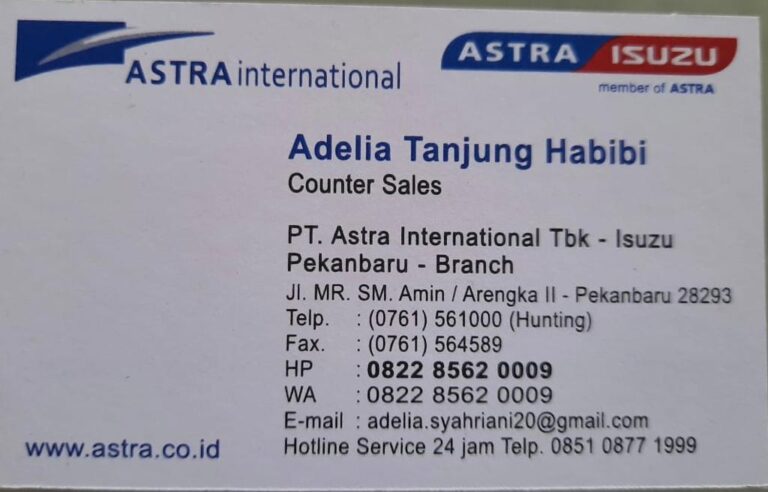 ASTRA international
ASTRA ISUZU
member of ASTRA
Adelia Tanjung Habibi
Counter Sales
PT. Astra International Tbk - Isuzu
Pekanbaru - Branch
Jl. MR. SM. Amin / Arengka II - Pekanbaru 28293
Telp. : (0761) 561000 (Hunting)
Fax. : (0761) 564589
HP : 0822 8562 0009
WA : 0822 8562 0009
E-mail : adelia.syahriani20@gmail.com
Hotline Service 24 jam Telp. 0851 0877 1999
www.astra.co.id